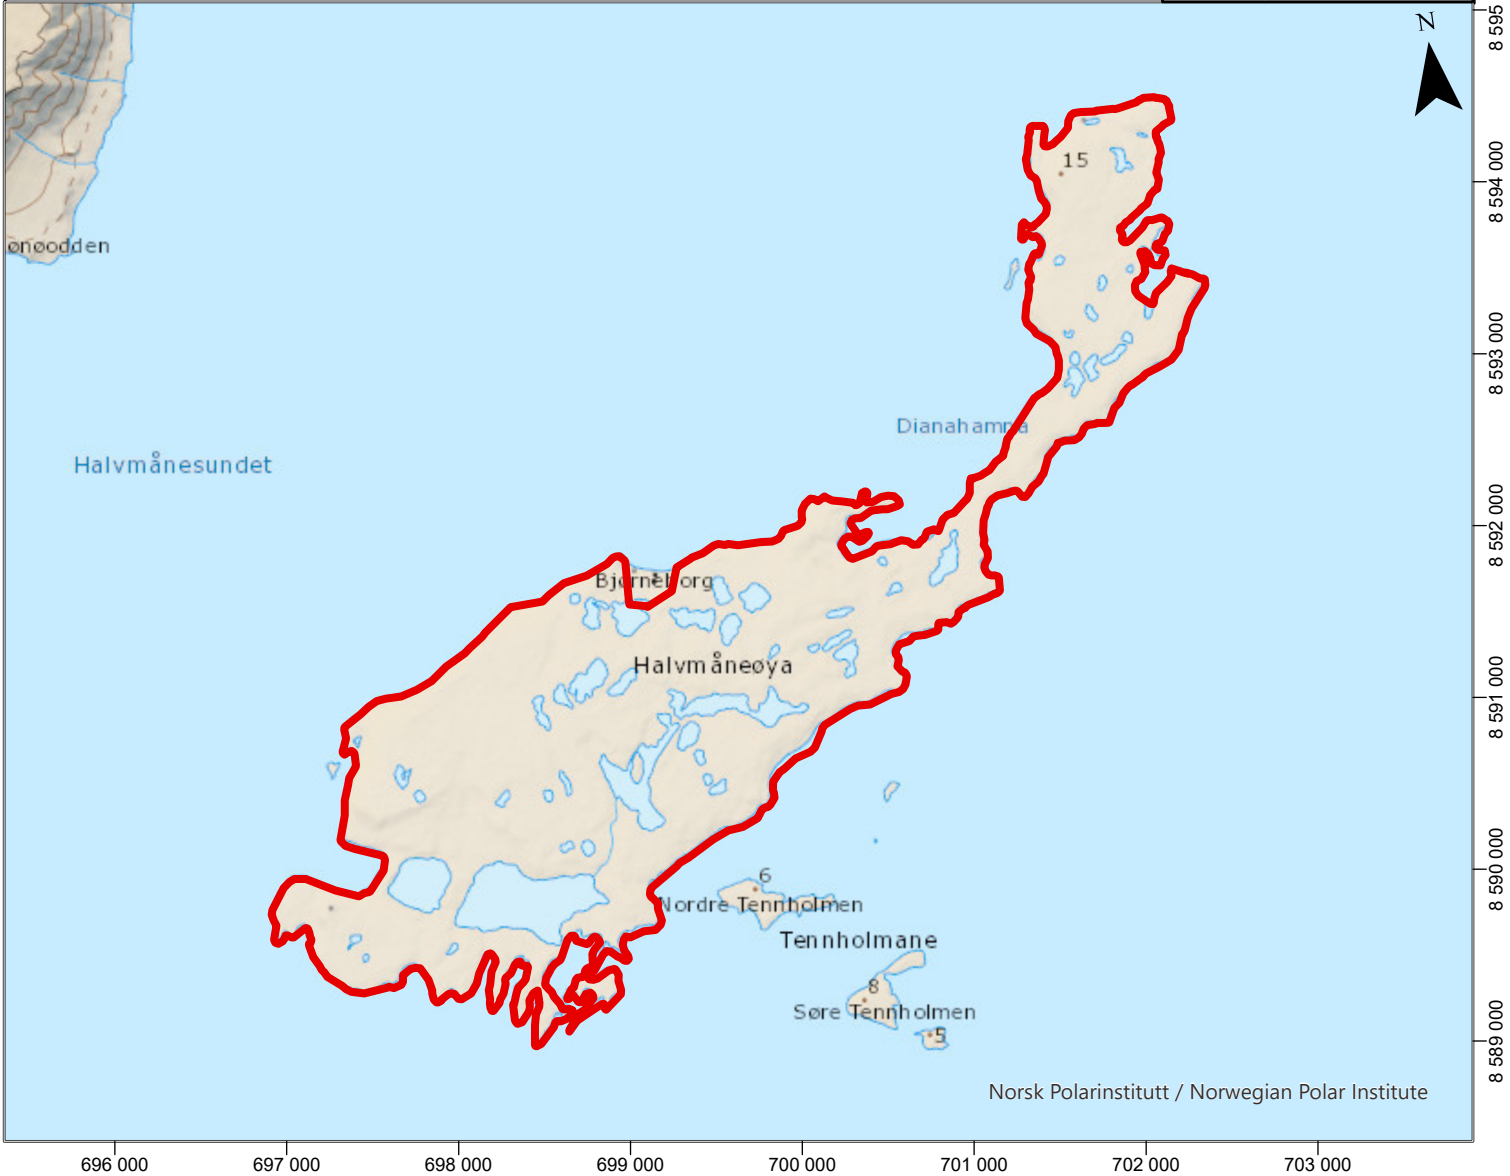 N
8 595
15
8 594 000
ønøodden
8 593 000
Dianahamna
Halvmånesundet
8 592 000
Bjørneborg
Halvmåneøya
8 591 000
6
8 590 000
Nordre Tennholmen
Tennholmane
8
Søre Tennholmen
5
8 589 000
Norsk Polarinstitutt / Norwegian Polar Institute
696 000 697 000 698 000 699 000 700 000 701 000 702 000 703 000